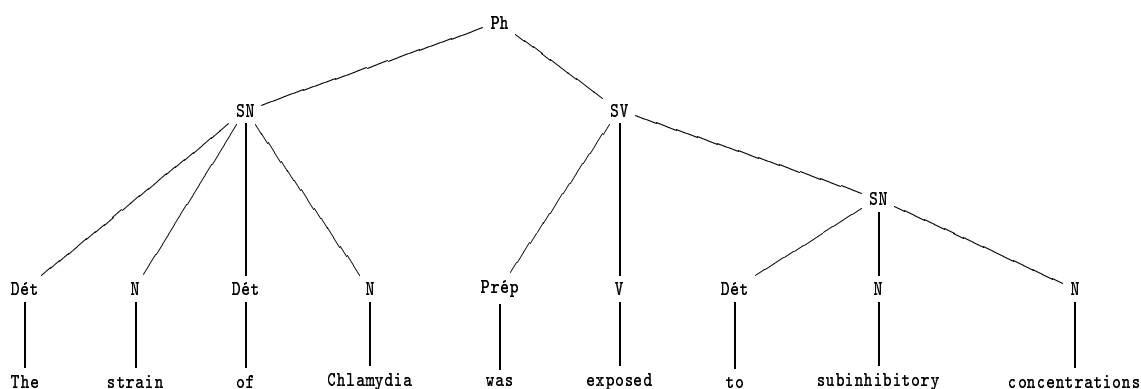 Ph
SN SV
SN
Dét N Dét N Prép V Dét N N
The strain of Chlamydia was exposed to subinhibitory concentrations